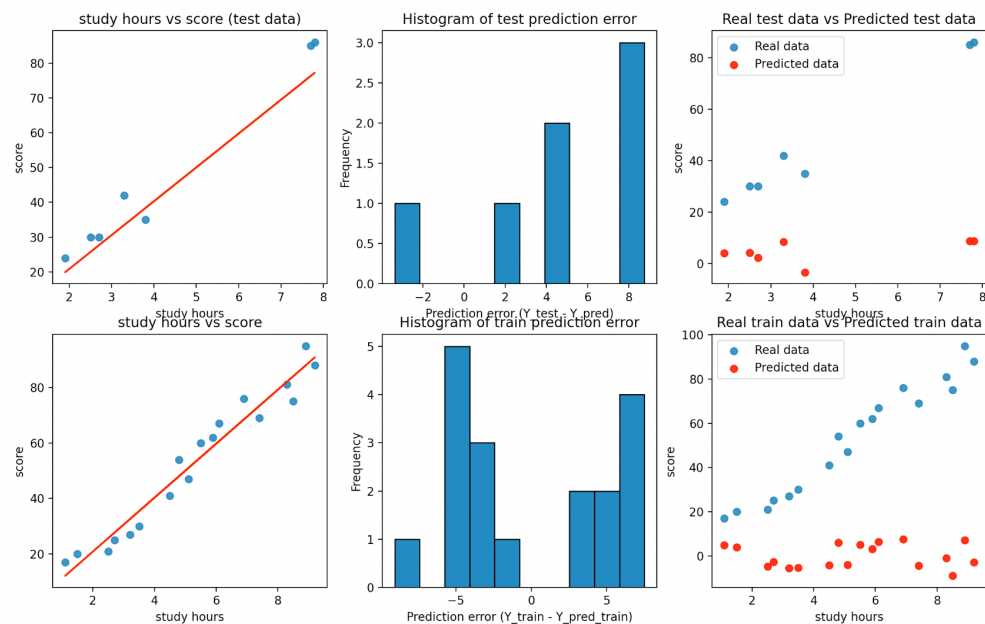 study hours vs score (test data)
score
80
70
60
50
40
30
20
2 3 4 5 6 7 8
Histogram of test prediction error
Frequency
3.0
2.5
2.0
1.5
1.0
0.5
0.0
−2 0 2 4 6 8
Prediction error (Y_test - Y_pred)
Real test data vs Predicted test data
Real data
Predicted data
score
80
60
40
20
0
2 3 4 5 6 7 8
study hours
study hours vs score
score
80
60
40
20
2 4 6 8
study hours
Histogram of train prediction error
Frequency
5
4
3
2
1
0
−5 0 5
Prediction error (Y_train - Y_pred_train)
Real train data vs Predicted train data
Real data
Predicted data
score
100
80
60
40
20
0
2 4 6 8
study hours